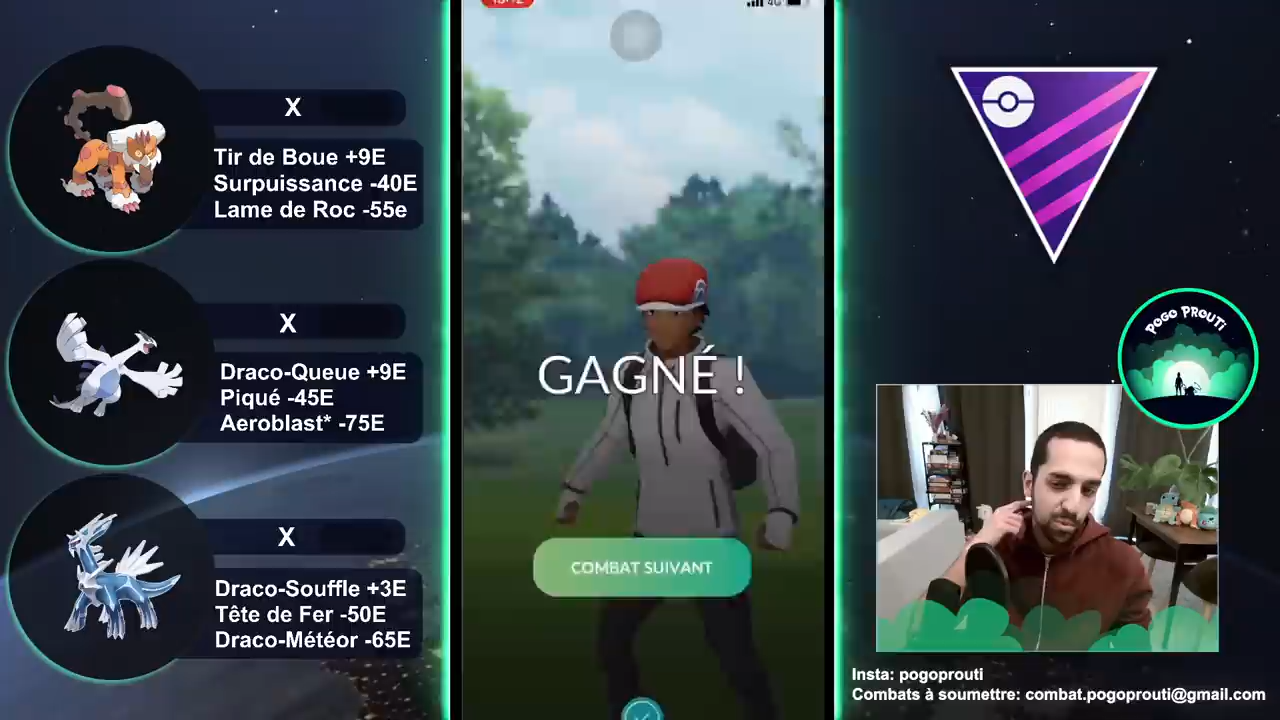 X
Tir de Boue +9E
Surpuissance -40E
Lame de Roc -55e
X
Draco-Queue +9E
Piqué -45E
Aeroblast* -75E
X
Draco-Souffle +3E
Tête de Fer -50E
Draco-Météor -65E
4G
GAGNÉ !
COMBAT SUIVANT
POGO PROUTI
Insta: pogoprouti
Combats à soumettre: combat.pogoprouti@gmail.com